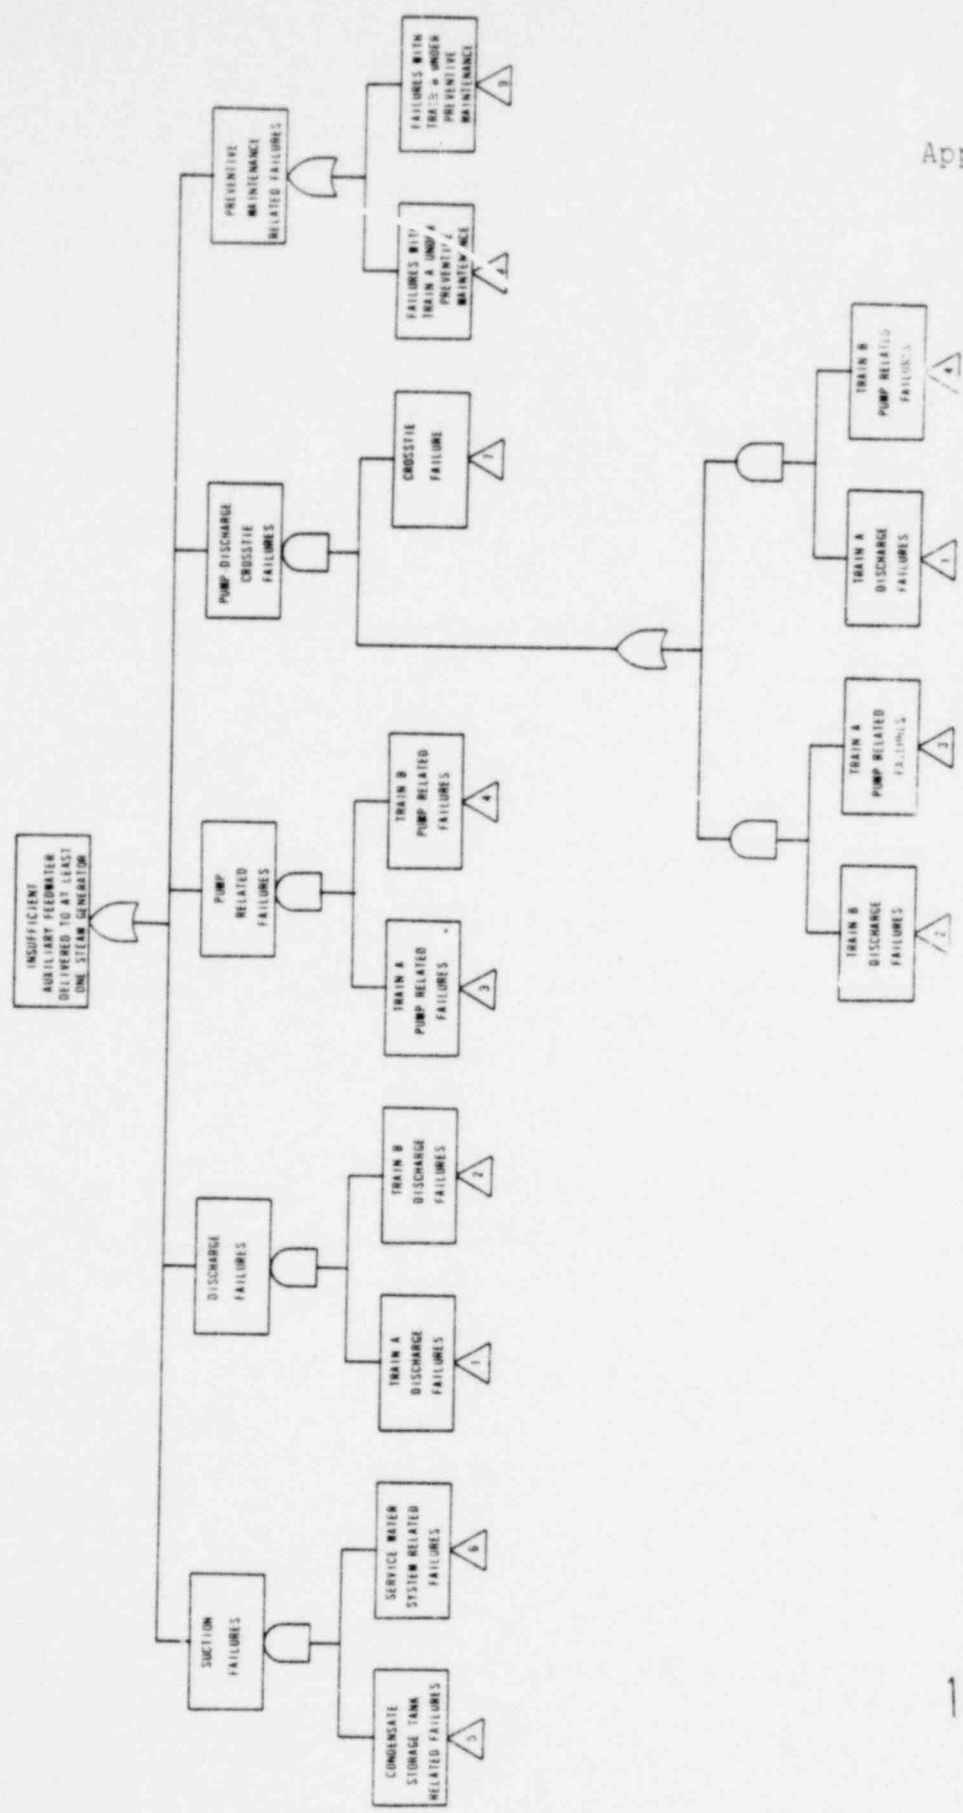 INSUFFICIENT
AUXILIARY FEEDWATER
DELIVERED TO AT LEAST
ONE STEAM GENERATOR
SUCTION
FAILURES
DISCHARGE
FAILURES
PUMP
RELATED
FAILURES
PUMP-DISCHARGE
CROSSTIE
FAILURES
PREVENTIVE
MAINTENANCE
RELATED FAILURES
CONDENSATE
STORAGE TANK
RELATED FAILURES
5
SERVICE WATER
SYSTEM RELATED
FAILURES
6
TRAIN A
DISCHARGE
FAILURES
1
TRAIN B
DISCHARGE
FAILURES
2
TRAIN A
PUMP RELATED
FAILURES
3
TRAIN B
PUMP RELATED
FAILURES
4
CROSSTIE
FAILURE
7
FAILURES WITH
TRAIN A UNDER
PREVENTIVE
MAINTENANCE
FAILURES WITH
TRAIN UNDER
PREVENTIVE
MAINTENANCE
9
TRAIN B
DISCHARGE
FAILURES
2
TRAIN A
PUMP RELATED
FAILURES
3
TRAIN A
DISCHARGE
FAILURES
1
TRAIN B
PUMP RELATED
FAILURES
4
App
1